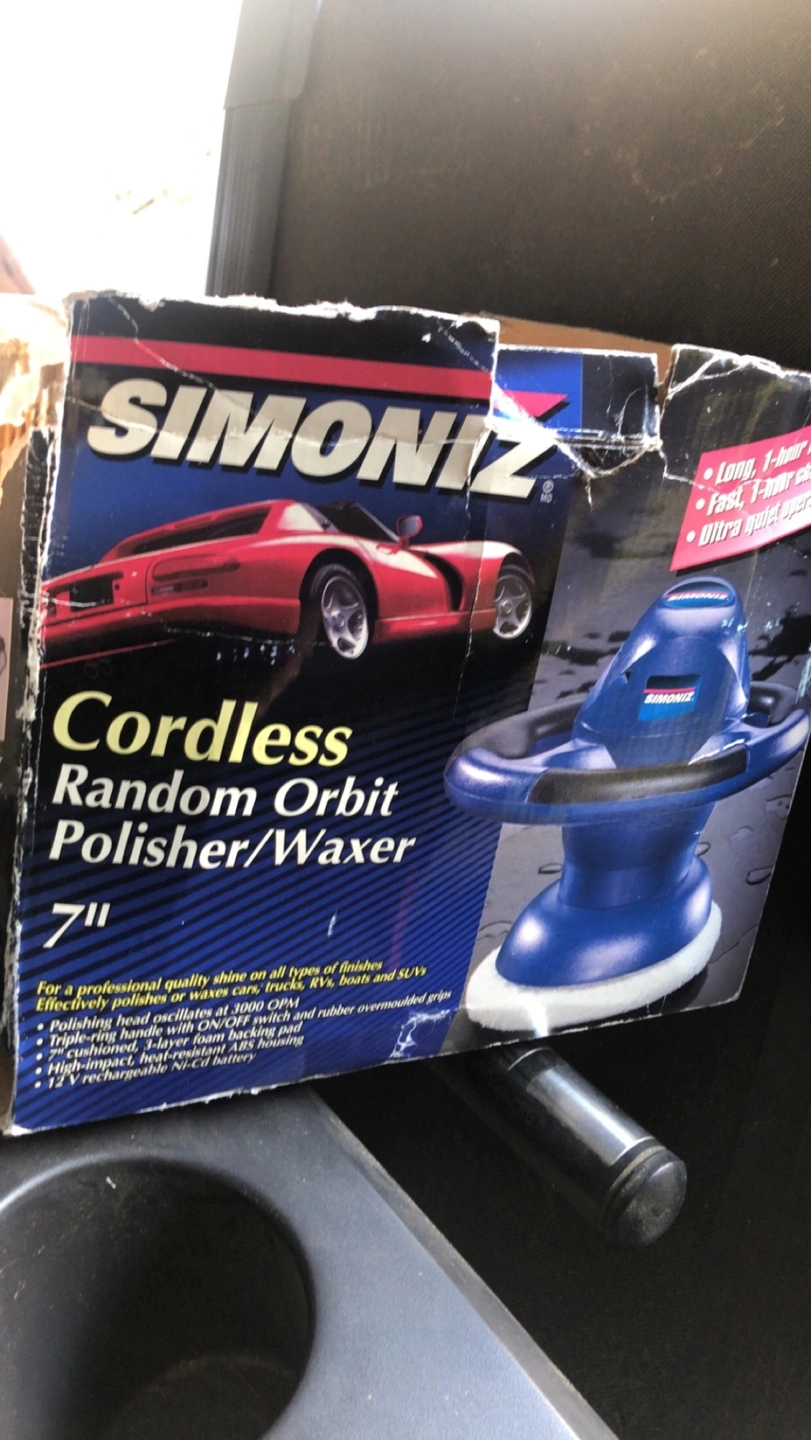 SIMONIZ
® MD
• Long, 1-hour
• Fast, 1-hour
• Ultra quiet
SIMONIZ
SIMONIZ
Cordless
Random Orbit
Polisher/Waxer
7"
For a professional quality shine on all types of finishes
Effectively polishes or waxes cars, trucks, RVs, boats and SUVs
• Polishing head oscillates at 3000 OPM
• Triple-ring handle with ON/OFF switch and rubber overmoulded grips
• 7" cushioned, 3-layer foam backing pad
• High-impact, heat-resistant ABS housing
• 12 V rechargeable Ni-Cd battery